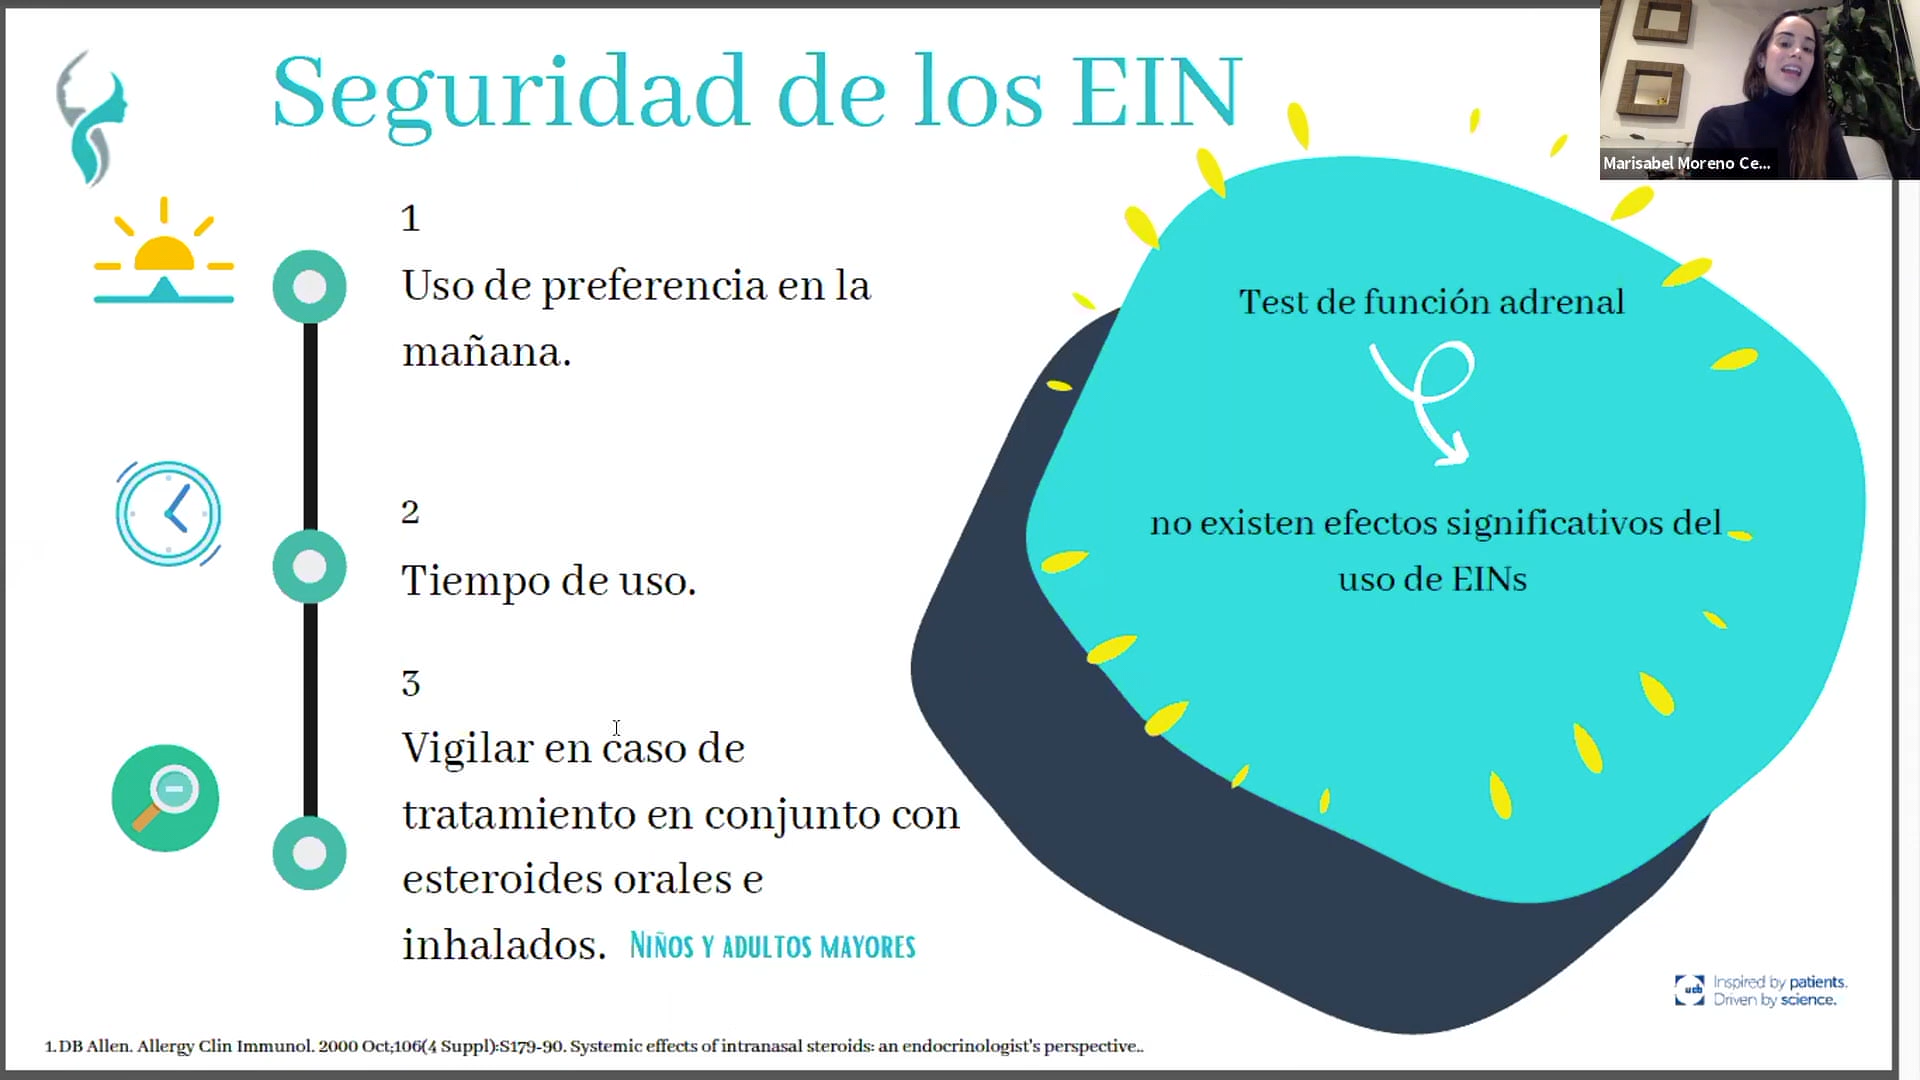 Seguridad de los EIN
Marisabel Moreno Ce...
1
Uso de preferencia en la
mañana.
2
Tiempo de uso.
3
Vigilar en caso de
tratamiento en conjunto con
esteroides orales e
inhalados.
NIÑOS Y ADULTOS MAYORES
Test de función adrenal
no existen efectos significativos del
uso de EINs
ucb
Inspired by patients.
Driven by science.
1.DB Allen. Allergy Clin Immunol. 2000 Oct;106(4 Suppl):S179-90. Systemic effects of intranasal steroids: an endocrinologist's perspective..